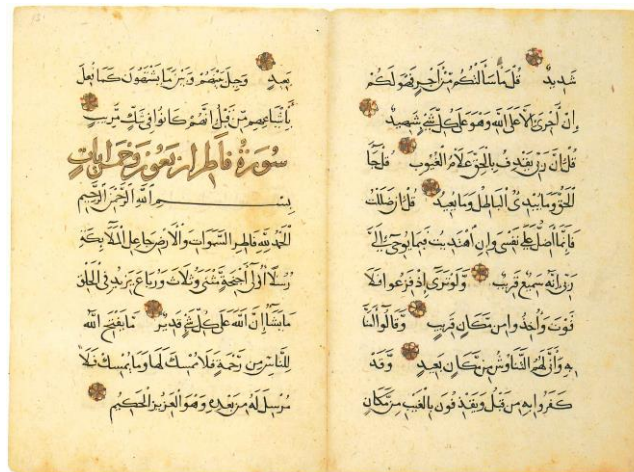 شديد قل ما سألتكم من أجر فهو لكم
إن أجري إلا على الله وهو على كل شيء شهيد
قل إن ربي يقذف بالحق علام الغيوب قل جا
الحق وما يبدئ الباطل وما يعيد قل إن ضللت
فإنما أضل على نفسي وإن اهتديت فبما يوحي إلي
ربي إنه سميع قريب ولو ترى إذ فزعوا فلا
فوت وأخذوا من مكان قريب وقالوا آمنا
به وأنى لهم التناوش من مكان بعيد وقد
كفروا به من قبل ويقذفون بالغيب من مكان
بعيد وحيل بينهم وبين ما يشتهون كما فعل
بأشياعهم من قبل إنهم كانوا في شك مريب
سورة فاطر أربعون وخمس آيات
بسم الله الرحمن الرحيم
الحمد لله فاطر السموات والأرض جاعل الملائكة
رسلا أولي أجنحة مثنى وثلاث ورباع يزيد في الخلق
ما يشاء إن الله على كل شيء قدير ما يفتح الله
للناس من رحمة فلا ممسك لها وما يمسك فلا
مرسل له من بعده وهو العزيز الحكيم